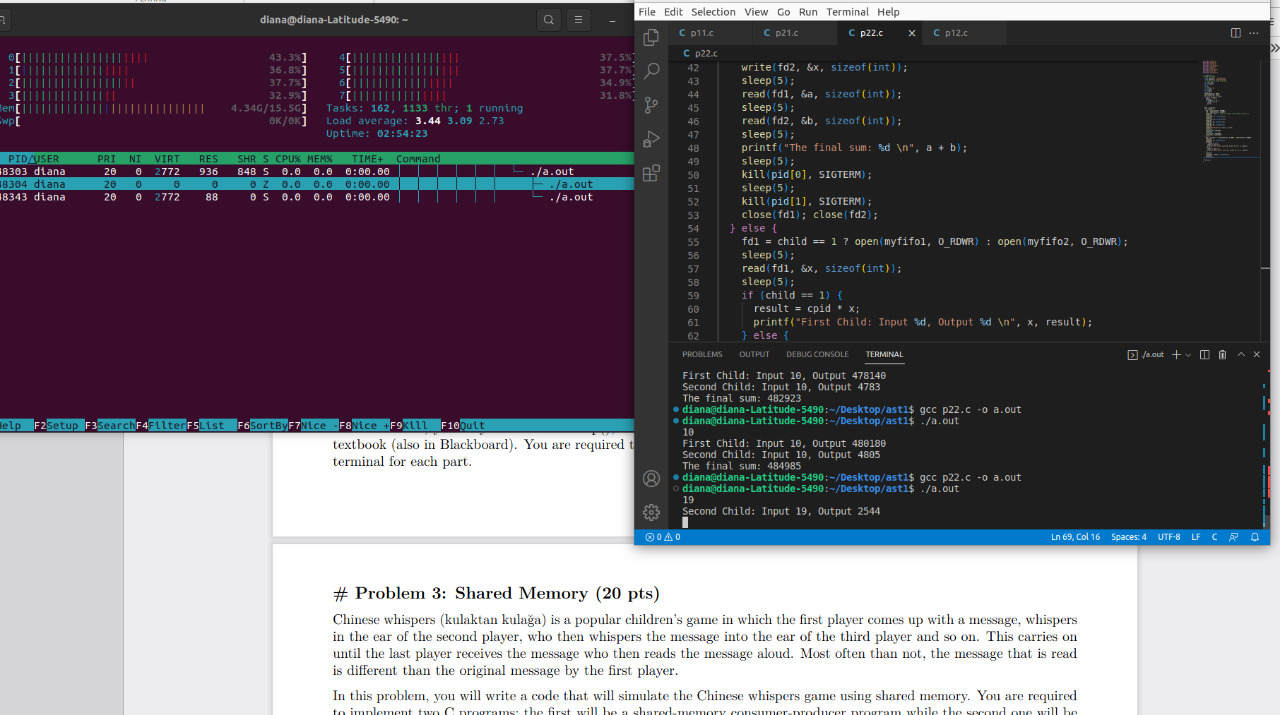 diana@diana-Latitude-5490: ~
0[ 43.3%] 4[ 37.5%
1[ 36.8%] 5[ 37.7%
2[ 37.7%] 6[ 34.9%
3[ 32.9%] 7[ 31.8%
em[ 4.34G/15.5G] Tasks: 162, 1133 thr; 1 running
wp[ 0K/0K] Load average: 3.44 3.09 2.73
Uptime: 02:54:23
PID△USER PRI NI VIRT RES SHR S CPU% MEM% TIME+ Command
48303 diana 20 0 2772 936 848 S 0.0 0.0 0:00.00 ./a.out
48304 diana 20 0 0 0 0 Z 0.0 0.0 0:00.00 ./a.out
48343 diana 20 0 2772 88 0 S 0.0 0.0 0:00.00 ./a.out
elp F2Setup F3Search F4Filter F5List F6SortBy F7Nice - F8Nice + F9Kill F10Quit
File Edit Selection View Go Run Terminal Help
C p11.c C p21.c C p22.c × C p12.c
C p22.c
42 write(fd2, &x, sizeof(int));
43 sleep(5);
44 read(fd1, &a, sizeof(int));
45 sleep(5);
46 read(fd2, &b, sizeof(int));
47 sleep(5);
48 printf("The final sum: %d \n", a + b);
49 sleep(5);
50 kill(pid[0], SIGTERM);
51 sleep(5);
52 kill(pid[1], SIGTERM);
53 close(fd1); close(fd2);
54 } else {
55 fd1 = child == 1 ? open(myfifo1, O_RDWR) : open(myfifo2, O_RDWR);
56 sleep(5);
57 read(fd1, &x, sizeof(int));
58 sleep(5);
59 if (child == 1) {
60 result = cpid * x;
61 printf("First Child: Input %d, Output %d \n", x, result);
62 } else {
PROBLEMS OUTPUT DEBUG CONSOLE TERMINAL ./a.out
First Child: Input 10, Output 478140
Second Child: Input 10, Output 4783
The final sum: 482923
diana@diana-Latitude-5490:~/Desktop/ast1$ gcc p22.c -o a.out
diana@diana-Latitude-5490:~/Desktop/ast1$ ./a.out
10
First Child: Input 10, Output 480180
Second Child: Input 10, Output 4805
The final sum: 484985
diana@diana-Latitude-5490:~/Desktop/ast1$ gcc p22.c -o a.out
diana@diana-Latitude-5490:~/Desktop/ast1$ ./a.out
19
Second Child: Input 19, Output 2544
0 0 Ln 69, Col 16 Spaces: 4 UTF-8 LF C
textbook (also in Blackboard). You are required t
terminal for each part.
# Problem 3: Shared Memory (20 pts)
Chinese whispers (kulaktan kulağa) is a popular children's game in which the first player comes up with a message, whispers
in the ear of the second player, who then whispers the message into the ear of the third player and so on. This carries on
until the last player receives the message who then reads the message aloud. Most often than not, the message that is read
is different than the original message by the first player.
In this problem, you will write a code that will simulate the Chinese whispers game using shared memory. You are required
to implement two C programs: the first will be a shared-memory consumer-producer program while the second one will be